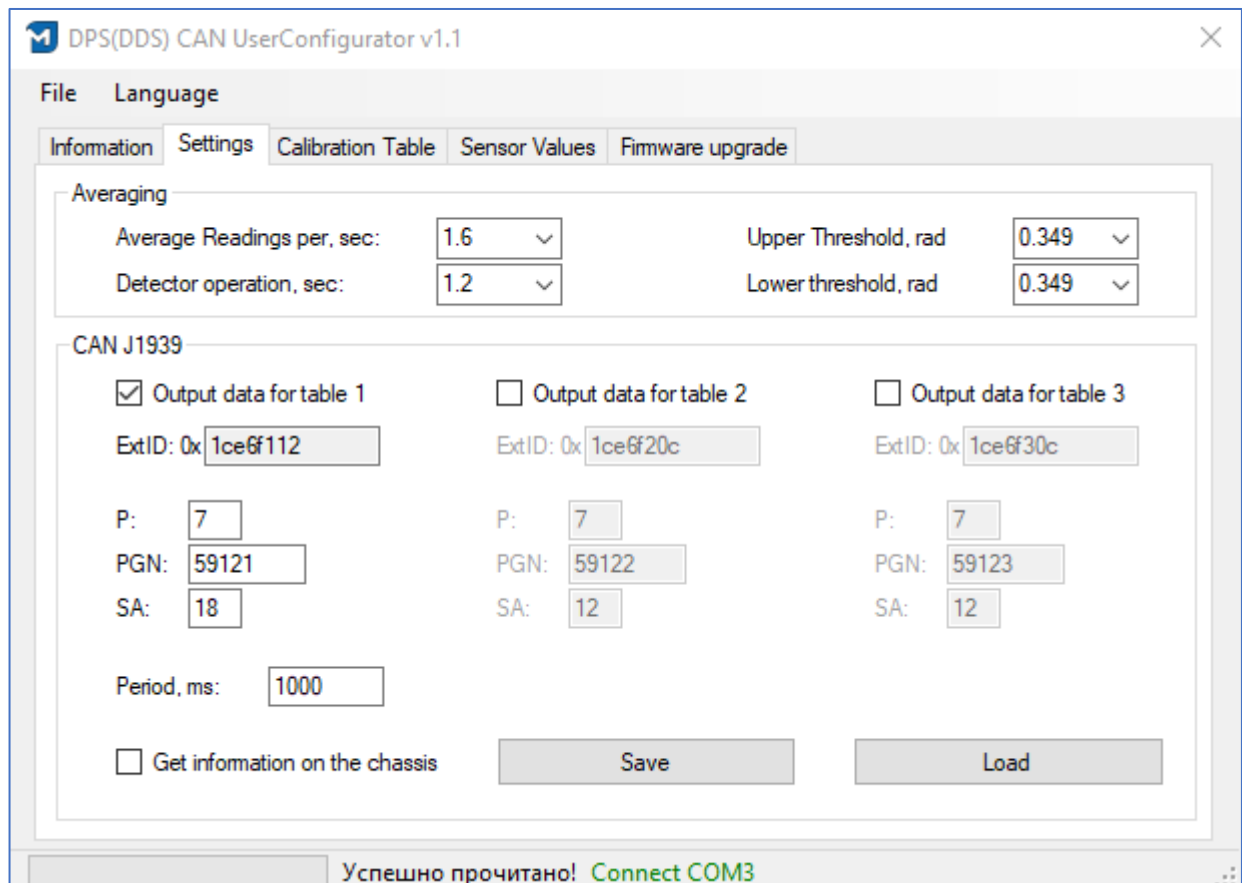 DPS(DDS) CAN UserConfigurator v1.1
File Language
Information Settings Calibration Table Sensor Values Firmware upgrade
Averaging
Average Readings per, sec: 1.6 Upper Threshold, rad 0.349
Detector operation, sec: 1.2 Lower threshold, rad 0.349
CAN J1939
Output data for table 1 Output data for table 2 Output data for table 3
ExtID: 0x 1ce6f112 ExtID: 0x 1ce6f20c ExtID: 0x 1ce6f30c
P: 7 P: 7 P: 7
PGN: 59121 PGN: 59122 PGN: 59123
SA: 18 SA: 12 SA: 12
Period, ms: 1000
Get information on the chassis Save Load
Успешно прочитано! Connect COM3